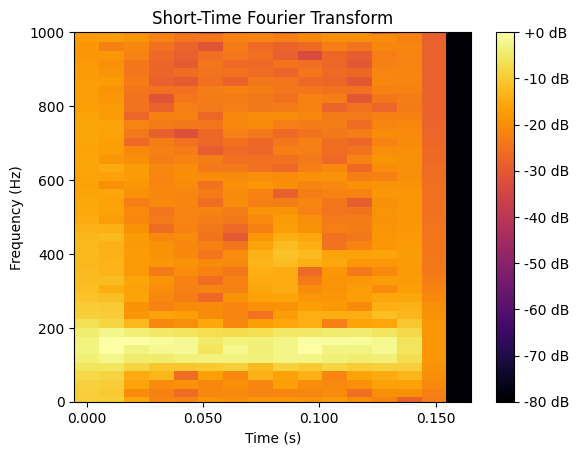 Short-Time Fourier Transform
1000
800
600
400
200
0
Frequency (Hz)
0.000
0.050
0.100
0.150
Time (s)
+0 dB
-10 dB
-20 dB
-30 dB
-40 dB
-50 dB
-60 dB
-70 dB
-80 dB